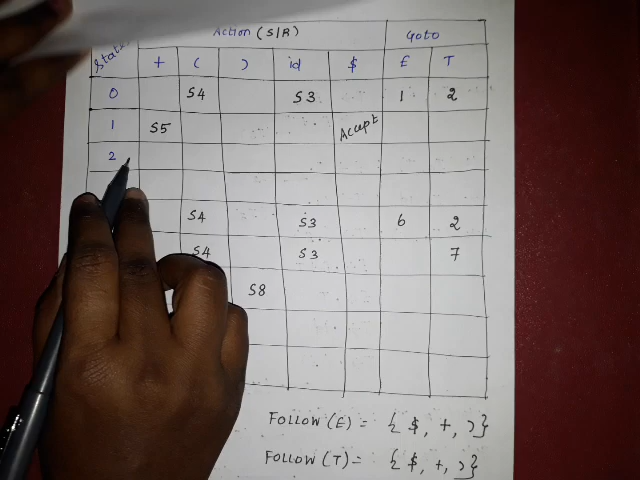 Action (S/R) Goto
State + ( ) id $ E T
0 S4 S3 1 2
1 S5 Accept
2
S4 S3 6 2
S4 S3 7
S8
FOLLOW (E) = { $, +, ) }
FOLLOW (T) = { $, +, ) }